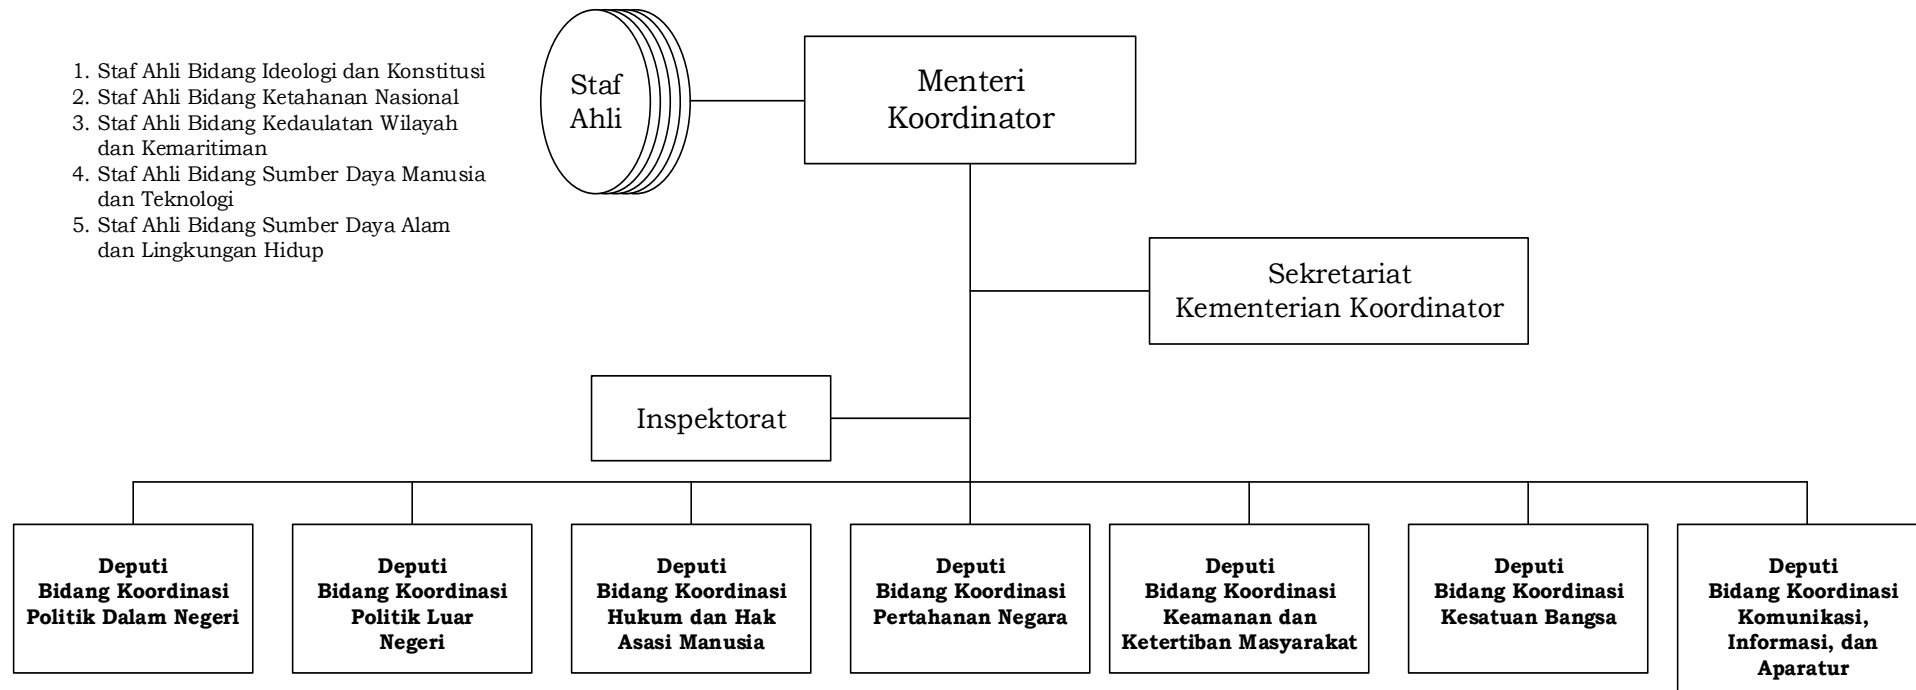 1. Staf Ahli Bidang Ideologi dan Konstitusi
2. Staf Ahli Bidang Ketahanan Nasional
3. Staf Ahli Bidang Kedaulatan Wilayah
dan Kemaritiman
4. Staf Ahli Bidang Sumber Daya Manusia
dan Teknologi
5. Staf Ahli Bidang Sumber Daya Alam
dan Lingkungan Hidup
Staf
Ahli
Menteri
Koordinator
Sekretariat
Kementerian Koordinator
Inspektorat
Deputi
Bidang Koordinasi
Politik Dalam Negeri
Deputi
Bidang Koordinasi
Politik Luar
Negeri
Deputi
Bidang Koordinasi
Hukum dan Hak
Asasi Manusia
Deputi
Bidang Koordinasi
Pertahanan Negara
Deputi
Bidang Koordinasi
Keamanan dan
Ketertiban Masyarakat
Deputi
Bidang Koordinasi
Kesatuan Bangsa
Deputi
Bidang Koordinasi
Komunikasi,
Informasi, dan
Aparatur